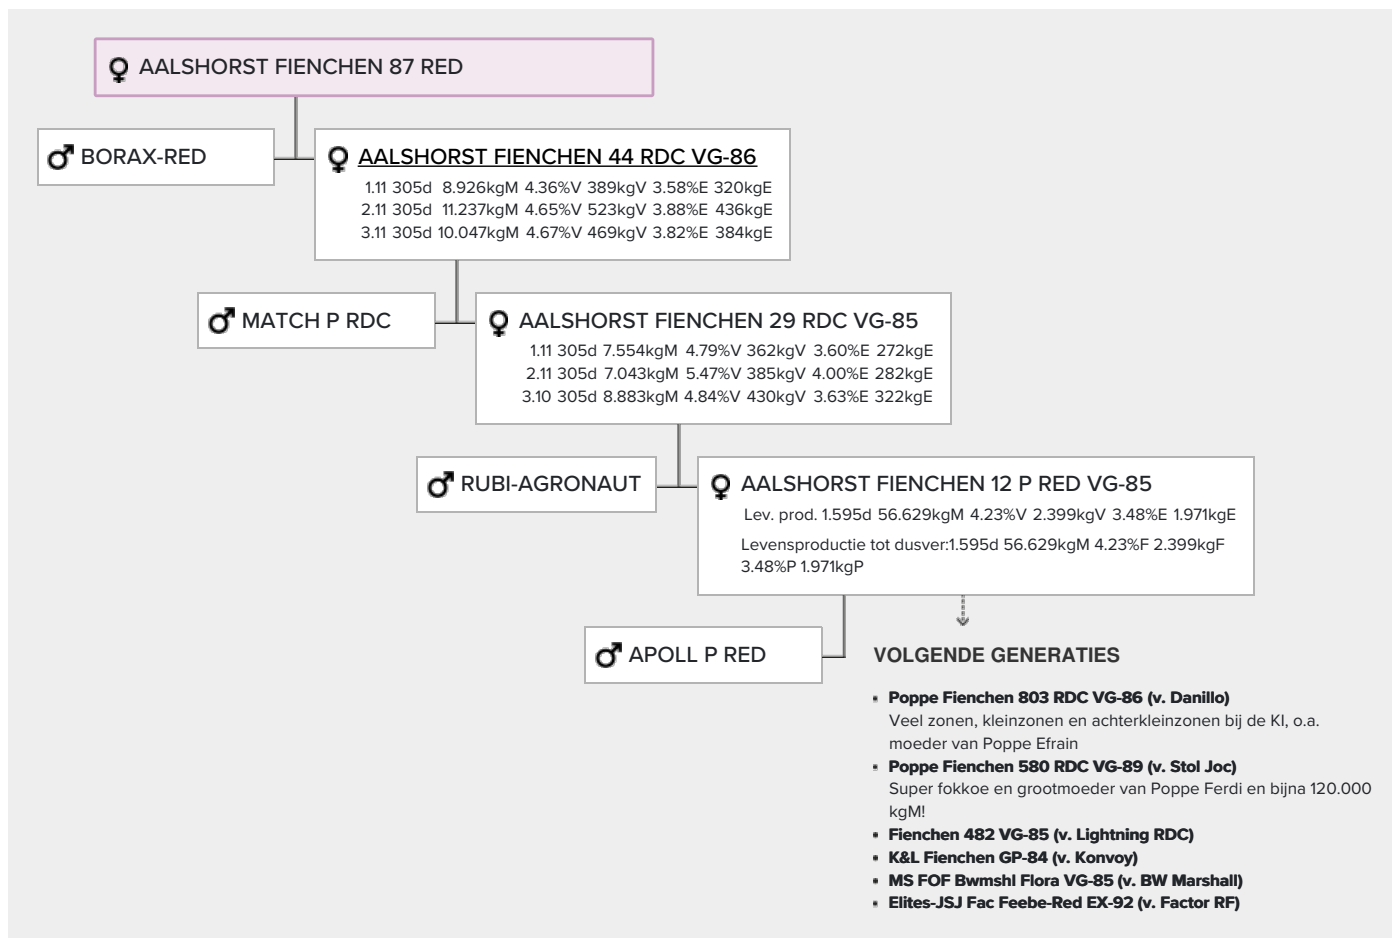 AALSHORST FIENCHEN 87 RED
BORAX-RED
AALSHORST FIENCHEN 44 RDC VG-86
1.11 305d 8.926kgM 4.36%V 389kgV 3.58%E 320kgE
2.11 305d 11.237kgM 4.65%V 523kgV 3.88%E 436kgE
3.11 305d 10.047kgM 4.67%V 469kgV 3.82%E 384kgE
MATCH P RDC
AALSHORST FIENCHEN 29 RDC VG-85
1.11 305d 7.554kgM 4.79%V 362kgV 3.60%E 272kgE
2.11 305d 7.043kgM 5.47%V 385kgV 4.00%E 282kgE
3.10 305d 8.883kgM 4.84%V 430kgV 3.63%E 322kgE
RUBI-AGRONAUT
AALSHORST FIENCHEN 12 P RED VG-85
Lev. prod. 1.595d 56.629kgM 4.23%V 2.399kgV 3.48%E 1.971kgE
Levensproductie tot dusver:1.595d 56.629kgM 4.23%F 2.399kgF
3.48%P 1.971kgP
APOLL P RED
VOLGENDE GENERATIES
Poppe Fienchen 803 RDC VG-86 (v. Danillo)
Veel zonen, kleinzonen en achterkleinzonen bij de KI, o.a.
moeder van Poppe Efrain
Poppe Fienchen 580 RDC VG-89 (v. Stol Joc)
Super fokkoe en grootmoeder van Poppe Ferdi en bijna 120.000
kgM!
Fienchen 482 VG-85 (v. Lightning RDC)
K&L Fienchen GP-84 (v. Konvoy)
MS FOF Bwmshl Flora VG-85 (v. BW Marshall)
Elites-JSJ Fac Feebe-Red EX-92 (v. Factor RF)